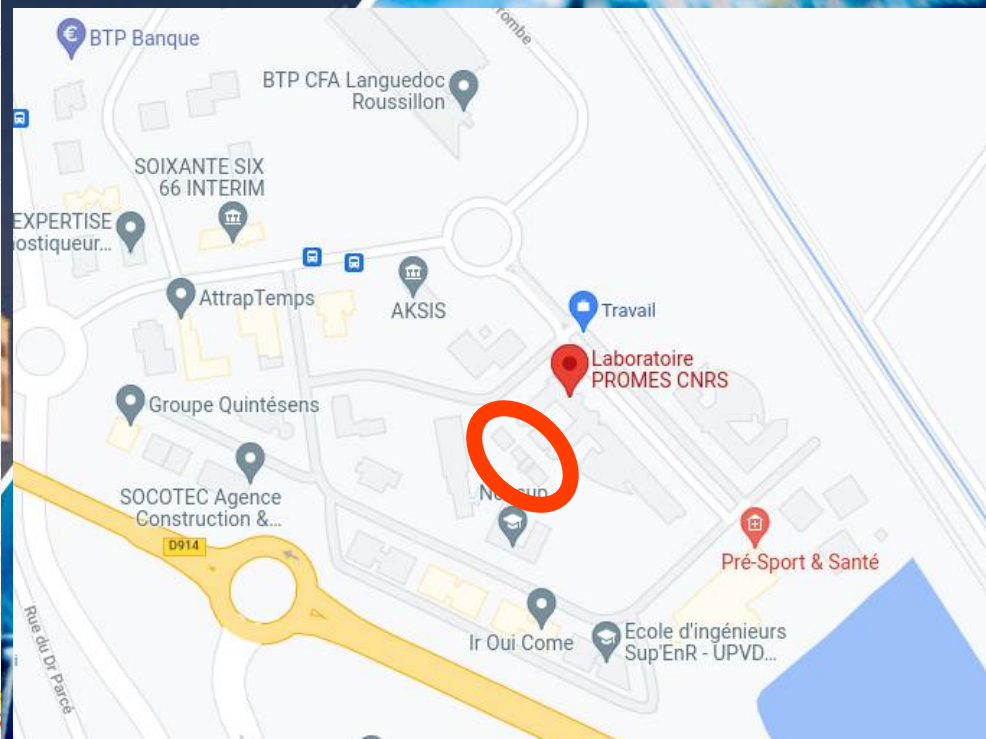 BTP Banque
BTP CFA Languedoc
Roussillon
SOIXANTE SIX
66 INTERIM
EXPERTISE
ostiqueur...
AttrapTemps
AKSIS
Travail
Laboratoire
PROMES CNRS
Groupe Quintésens
SOCOTEC Agence
Construction &...
D914
Pré-Sport & Santé
Ir Oui Come
Ecole d'ingénieurs
Sup'EnR - UPVD...
Rue du Dr Parcé